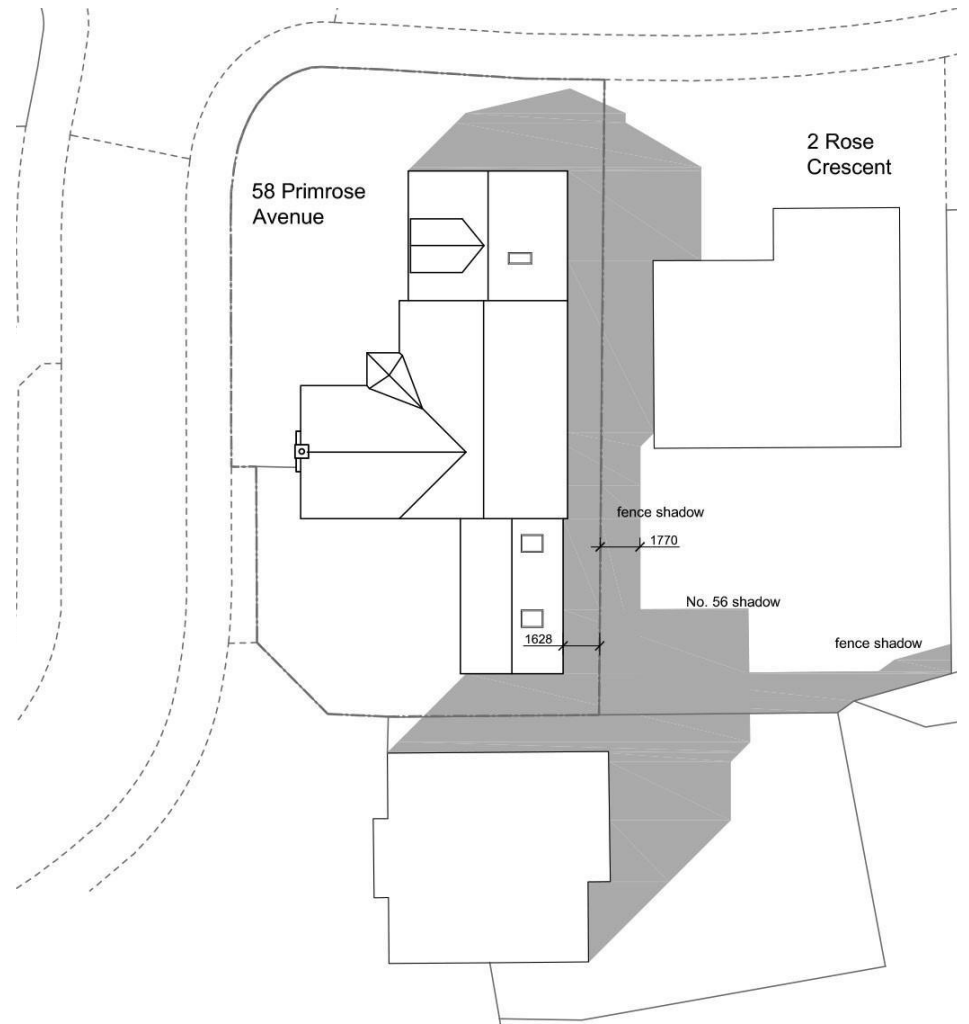 2 Rose
Crescent
58 Primrose
Avenue
fence shadow
1770
No. 56 shadow
1628
fence shadow